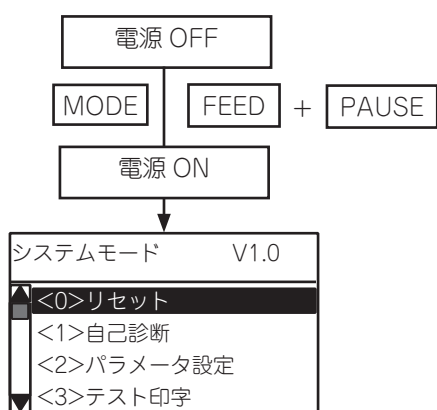 電源 OFF
MODE FEED + PAUSE
電源 ON
システムモード V1.0
<0>リセット
<1>自己診断
<2>パラメータ設定
<3>テスト印字